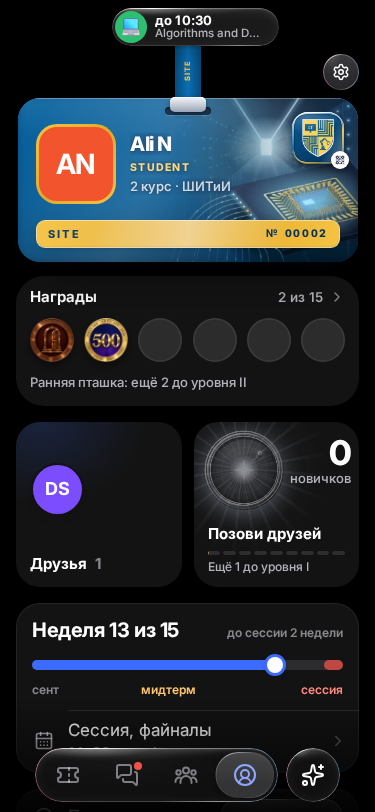 до 10:30
Algorithms and D...
SITE
Ali N
STUDENT
AN
2 курс · ШИТиИ
SITE
№ 00002
Награды
2 из 15
500
Ранняя пташка: ещё 2 до уровня II
DS
Друзья 1
0
новичков
Позови друзей
Ещё 1 до уровня I
Неделя 13 из 15
до сессии 2 недели
сент
мидтерм
сессия
Сессия, файналы